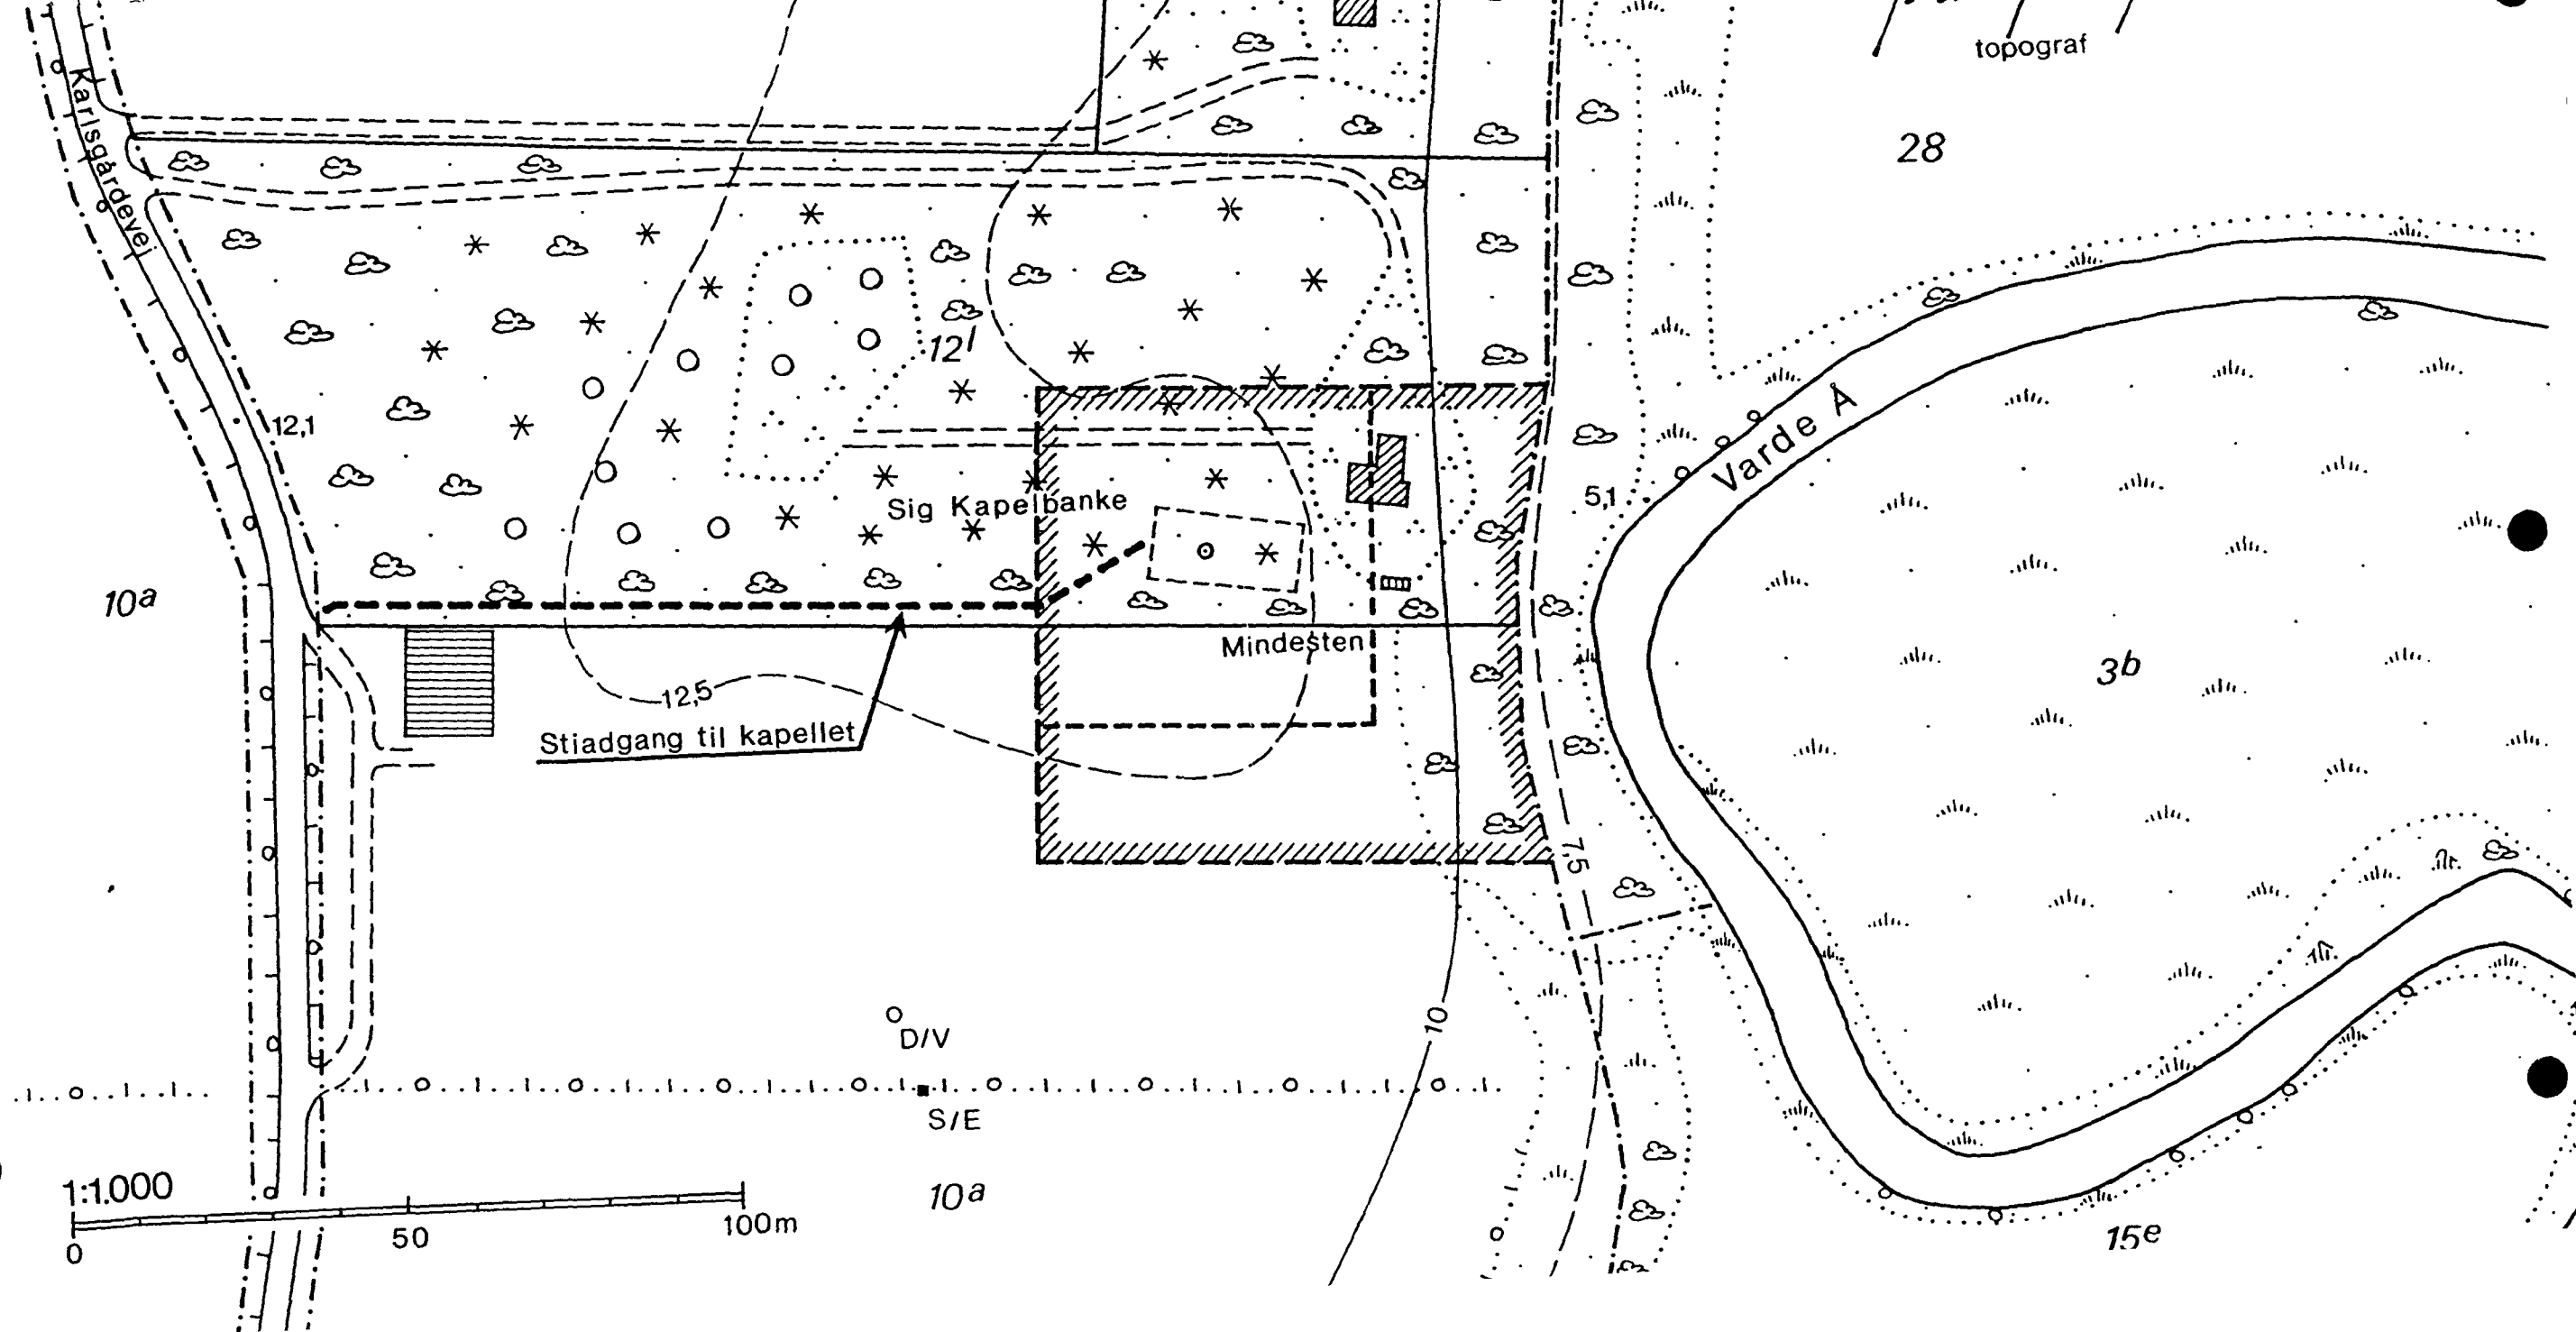 topograf
Karlsgårdevej
28
12l
12,1
Varde Å
5,1
Sig Kapelbanke
10a
Mindesten
3b
12,5
Stiadgang til kapellet
7,5
10
D/V
S/E
1:1.000
10a
0
50
100m
15e